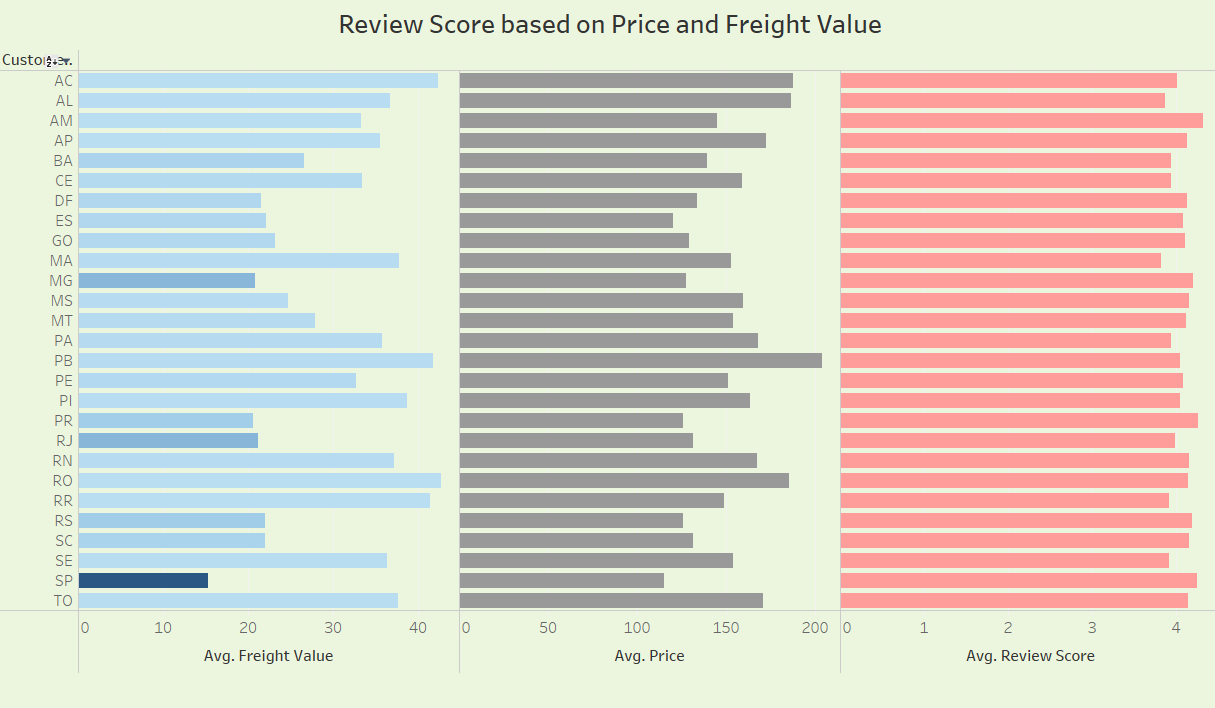 Review Score based on Price and Freight Value
AC
AL
AM
AP
BA
CE
DF
ES
GO
MA
MG
MS
MT
PA
PB
PE
PI
PR
RJ
RN
RO
RR
RS
SC
SE
SP
TO
0 10 20 30 40 0 50 100 150 200 0 1 2 3 4
Avg. Freight Value Avg. Price Avg. Review Score